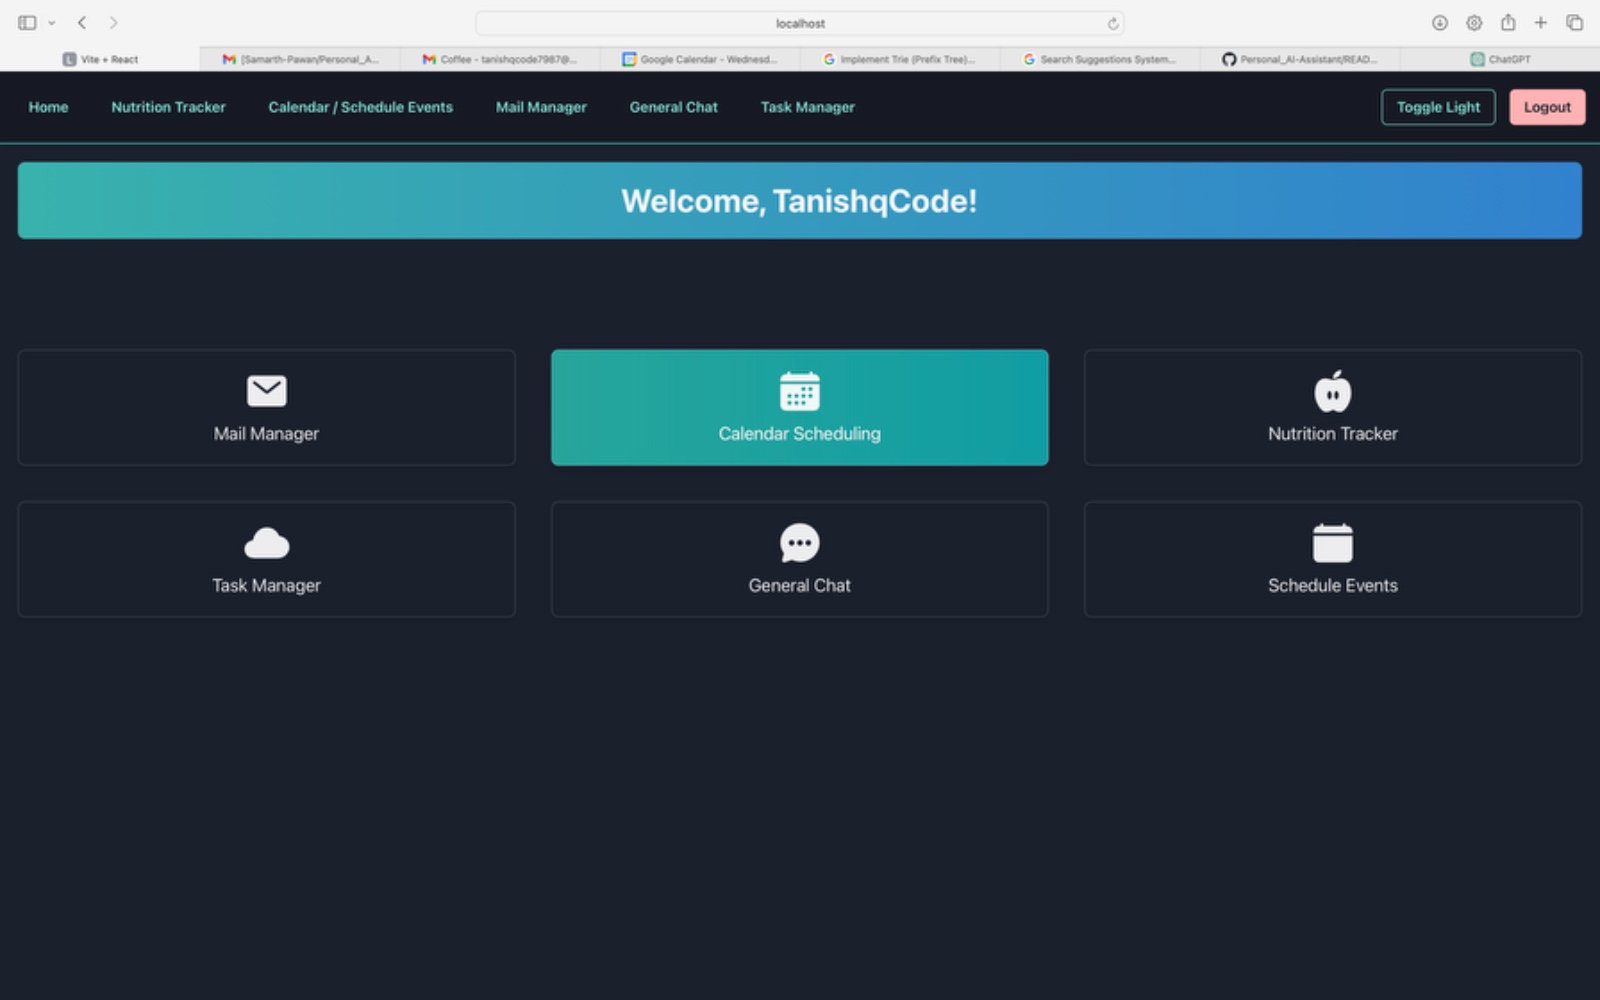 localhost
Vite + React
[Samarth-Pawan/Personal_A...
Coffee - tanishqcode7987@...
Google Calendar - Wednesd...
Implement Trie (Prefix Tree)...
Search Suggestions System...
Personal_AI-Assistant/READ...
ChatGPT
Home
Nutrition Tracker
Calendar / Schedule Events
Mail Manager
General Chat
Task Manager
Toggle Light
Logout
Welcome, TanishqCode!
Mail Manager
Calendar Scheduling
Nutrition Tracker
Task Manager
General Chat
Schedule Events